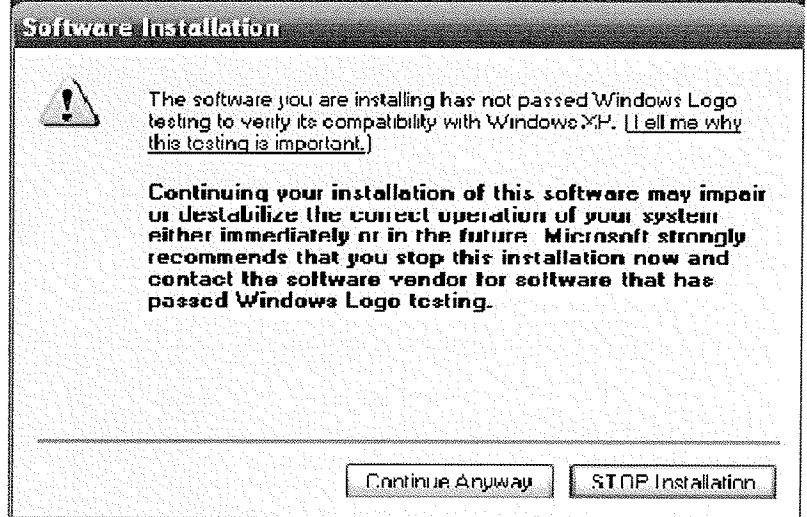 Software Installation
The software you are installing has not passed Windows Logo
testing to verify its compatibility with Windows XP. (Tell me why
this testing is important.)
Continuing your installation of this software may impair
or destabilize the correct operation of your system
either immediately or in the future. Microsoft strongly
recommends that you stop this installation now and
contact the software vendor for software that has
passed Windows Logo testing.
Continue Anyway
STOP Installation